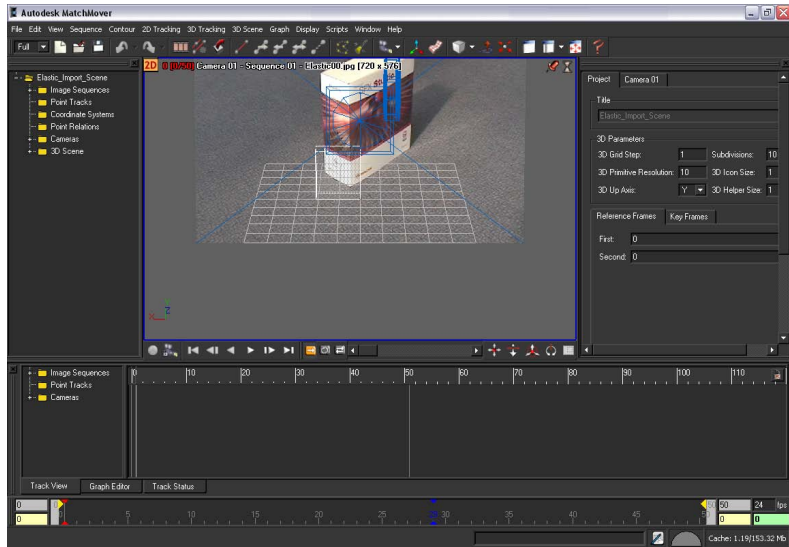 Autodesk MatchMover
File Edit View Sequence Contour 2D Tracking 3D Tracking 3D Scene Graph Display Scripts Window Help
Full
Elastic_Import_Scene
Image Sequences
Point Tracks
Coordinate Systems
Point Relations
Cameras
3D Scene
2D 0 [0/50] Camera 01 - Sequence 01 - Elastic00.jpg [720 x 576]
Z
X
Project Camera 01
Title
Elastic_Import_Scene
3D Parameters
3D Grid Step: 1 Subdivisions: 10
3D Primitive Resolution: 10 3D Icon Size: 1
3D Up Axis: Y 3D Helper Size: 1
Reference Frames Key Frames
First: 0
Second: 0
Image Sequences
Point Tracks
Cameras
0 10 20 30 40 50 60 70 80 90 100 110
Track View Graph Editor Track Status
0 0 5 10 15 20 25 30 35 40 45 50 50 24 fps
0 0 0
Cache: 1.19/153.32 Mb